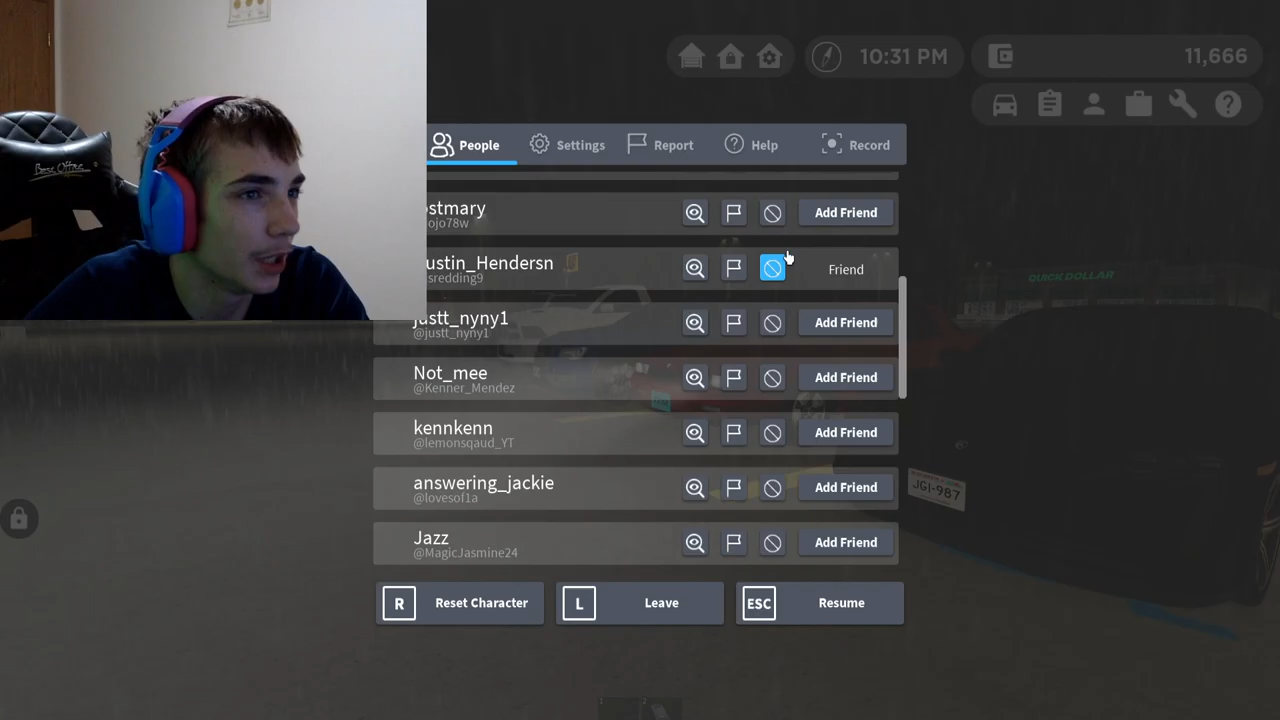 10:31 PM
11,666
People
Settings
Report
Help
Record
ostmary
ojo78w
Add Friend
ustin_Hendersn
sredding9
Friend
justt_nyny1
@justt_nyny1
Add Friend
Not_mee
@Kenner_Mendez
Add Friend
kennkenn
@lemonsqaud_YT
Add Friend
answering_jackie
@lovesof1a
Add Friend
Jazz
@MagicJasmine24
Add Friend
QUICK DOLLAR
JGI-987
R
Reset Character
L
Leave
ESC
Resume